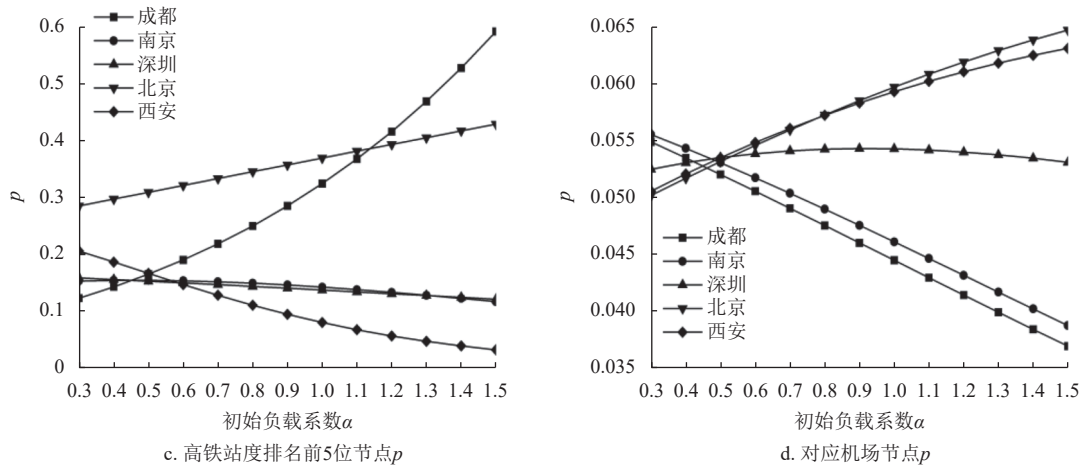 0.6
0.5
0.4
0.3
0.2
0.1
0
p
成都
南京
深圳
北京
西安
0.3 0.4 0.5 0.6 0.7 0.8 0.9 1.0 1.1 1.2 1.3 1.4 1.5
初始负载系数α
c. 高铁站度排名前5位节点p
0.065
0.060
0.055
0.050
0.045
0.040
0.035
p
成都
南京
深圳
北京
西安
0.3 0.4 0.5 0.6 0.7 0.8 0.9 1.0 1.1 1.2 1.3 1.4 1.5
初始负载系数α
d. 对应机场节点p